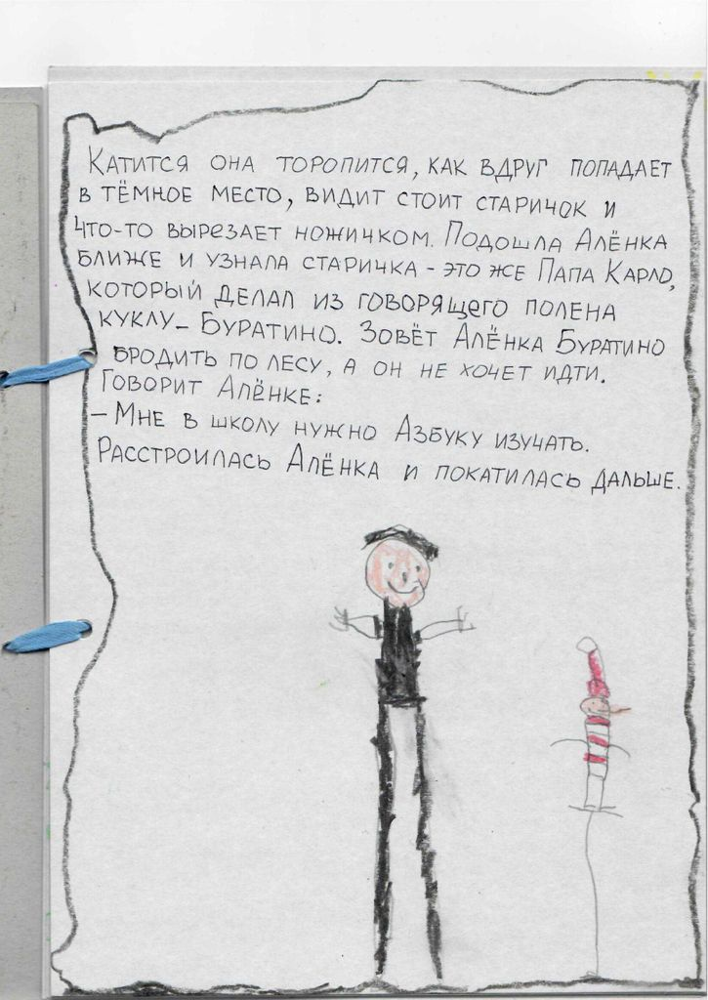 Катится она торопится, как вдруг попадает
в тёмное место, видит стоит старичок и
что-то вырезает ножичком. Подошла Алёнка
ближе и узнала старичка - это же Папа Карло,
который делал из говорящего полена
куклу - Буратино. Зовёт Алёнка Буратино
бродить по лесу, а он не хочет идти.
Говорит Алёнке:
- Мне в школу нужно Азбуку изучать.
Расстроилась Алёнка и покатилась дальше.